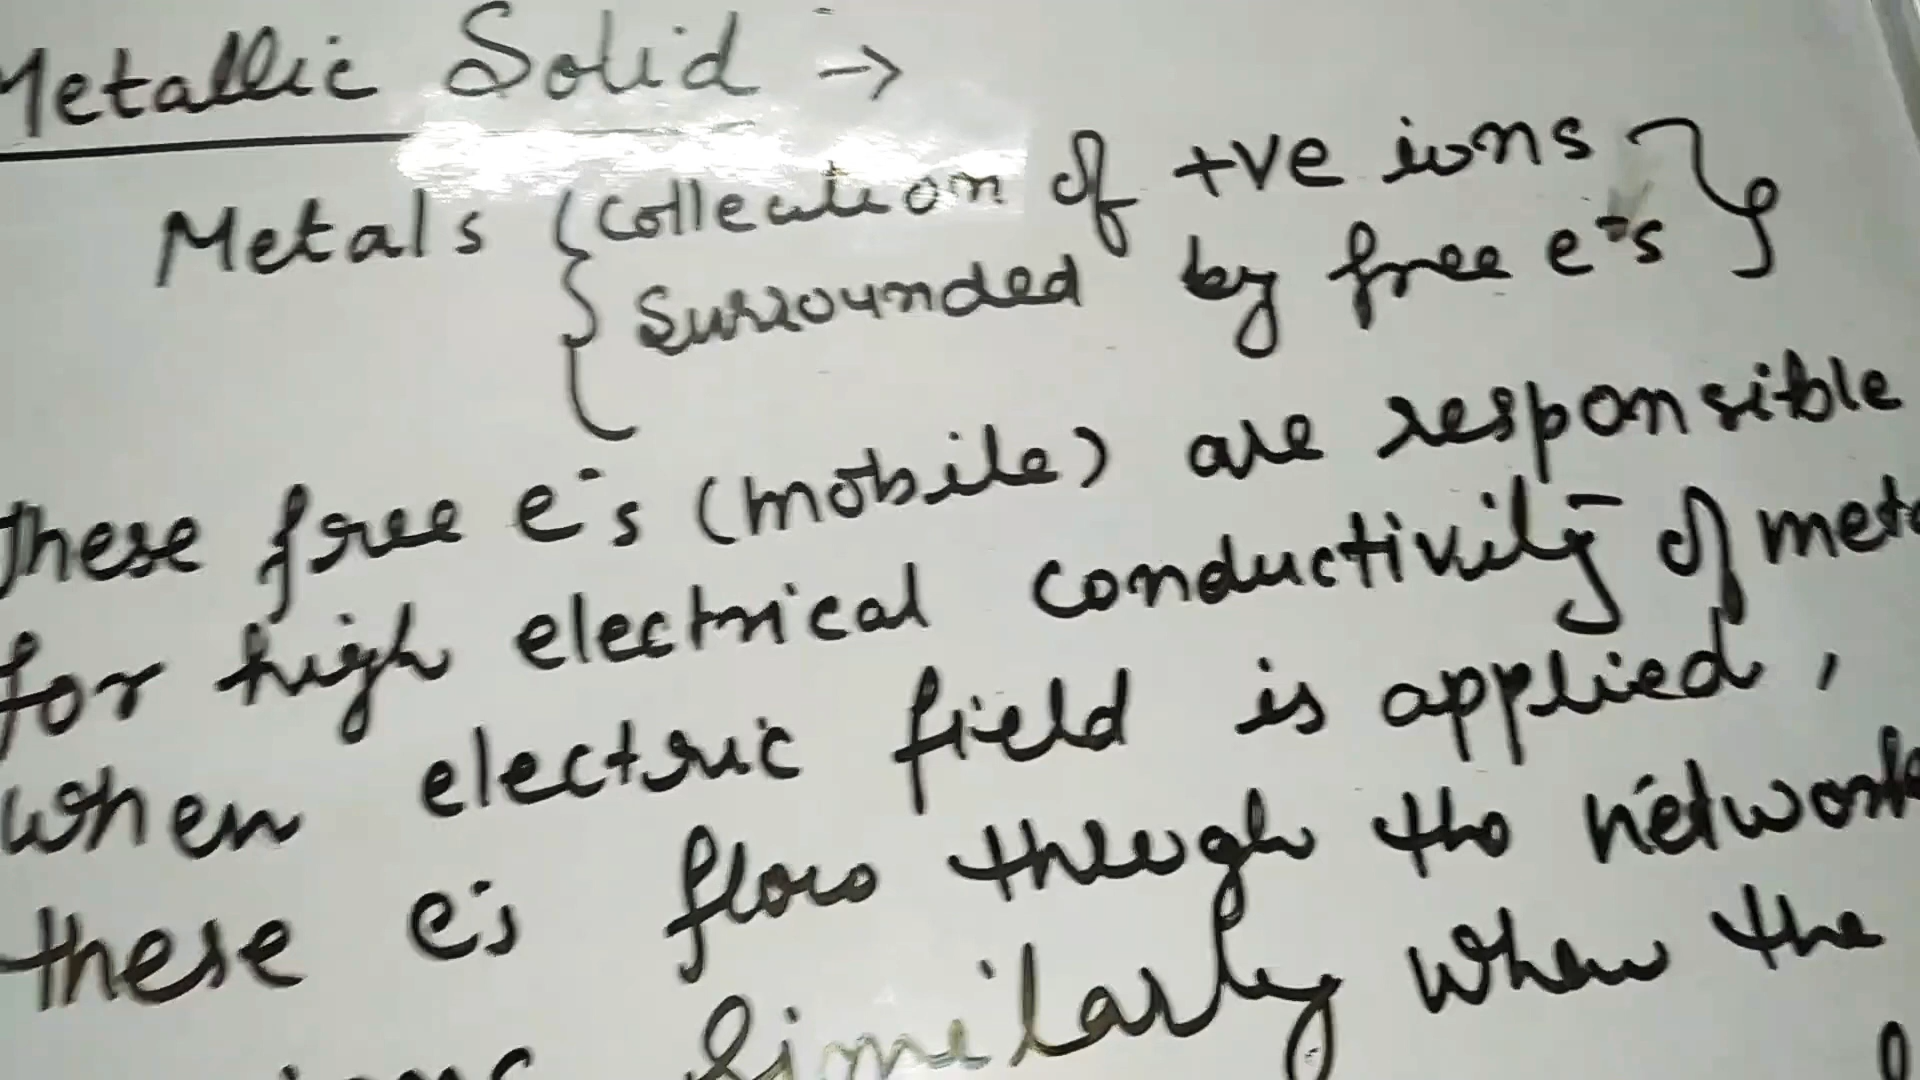 Metallic Solid →
Metals { Collection of +ve ions }
Surrounded by free e⁻s
These free e⁻s (mobile) are responsible
for high electrical conductivity of meta
When electric field is applied,
these e⁻s flow through the network
Similarly when the